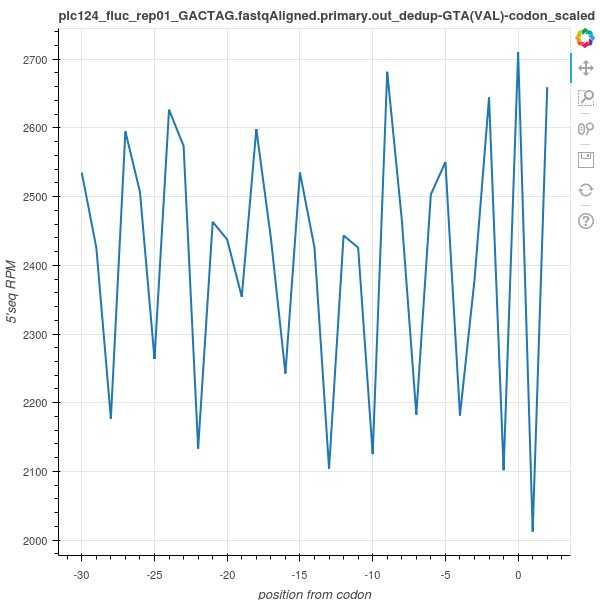 plc124_fluc_rep01_GACTAG.fastqAligned.primary.out_dedup-GTA(VAL)-codon_scaled
2700
2600
2500
2400
2300
2200
2100
2000
5'seq RPM
-30 -25 -20 -15 -10 -5 0
position from codon